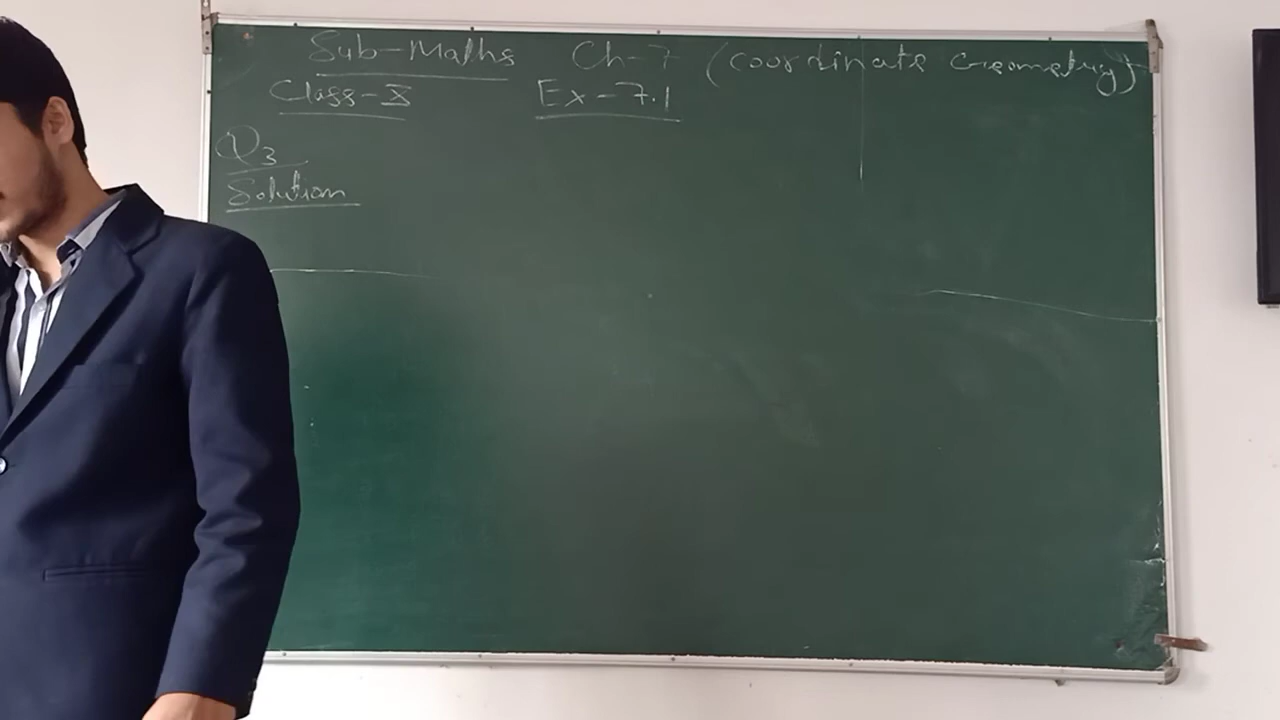 Sub-Maths Ch-7 (Coordinate Geometry)
Class-X Ex-7.1
Q3
Solution